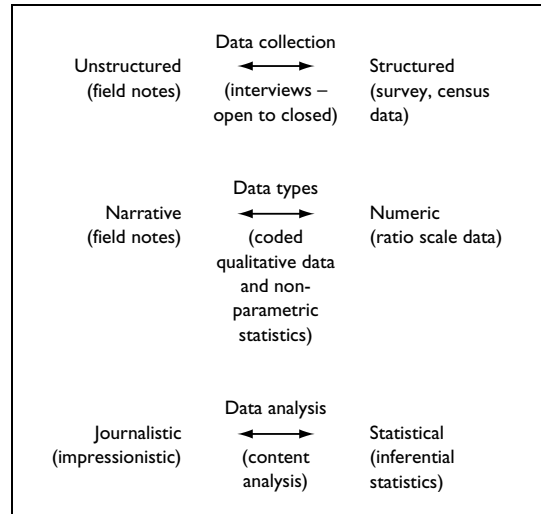 Data collection
Unstructured Structured
(field notes) (interviews – (survey, census
open to closed) data)
Data types
Narrative Numeric
(field notes) (coded (ratio scale data)
qualitative data
and non-
parametric
statistics)
Data analysis
Journalistic Statistical
(impressionistic) (content (inferential
analysis) statistics)